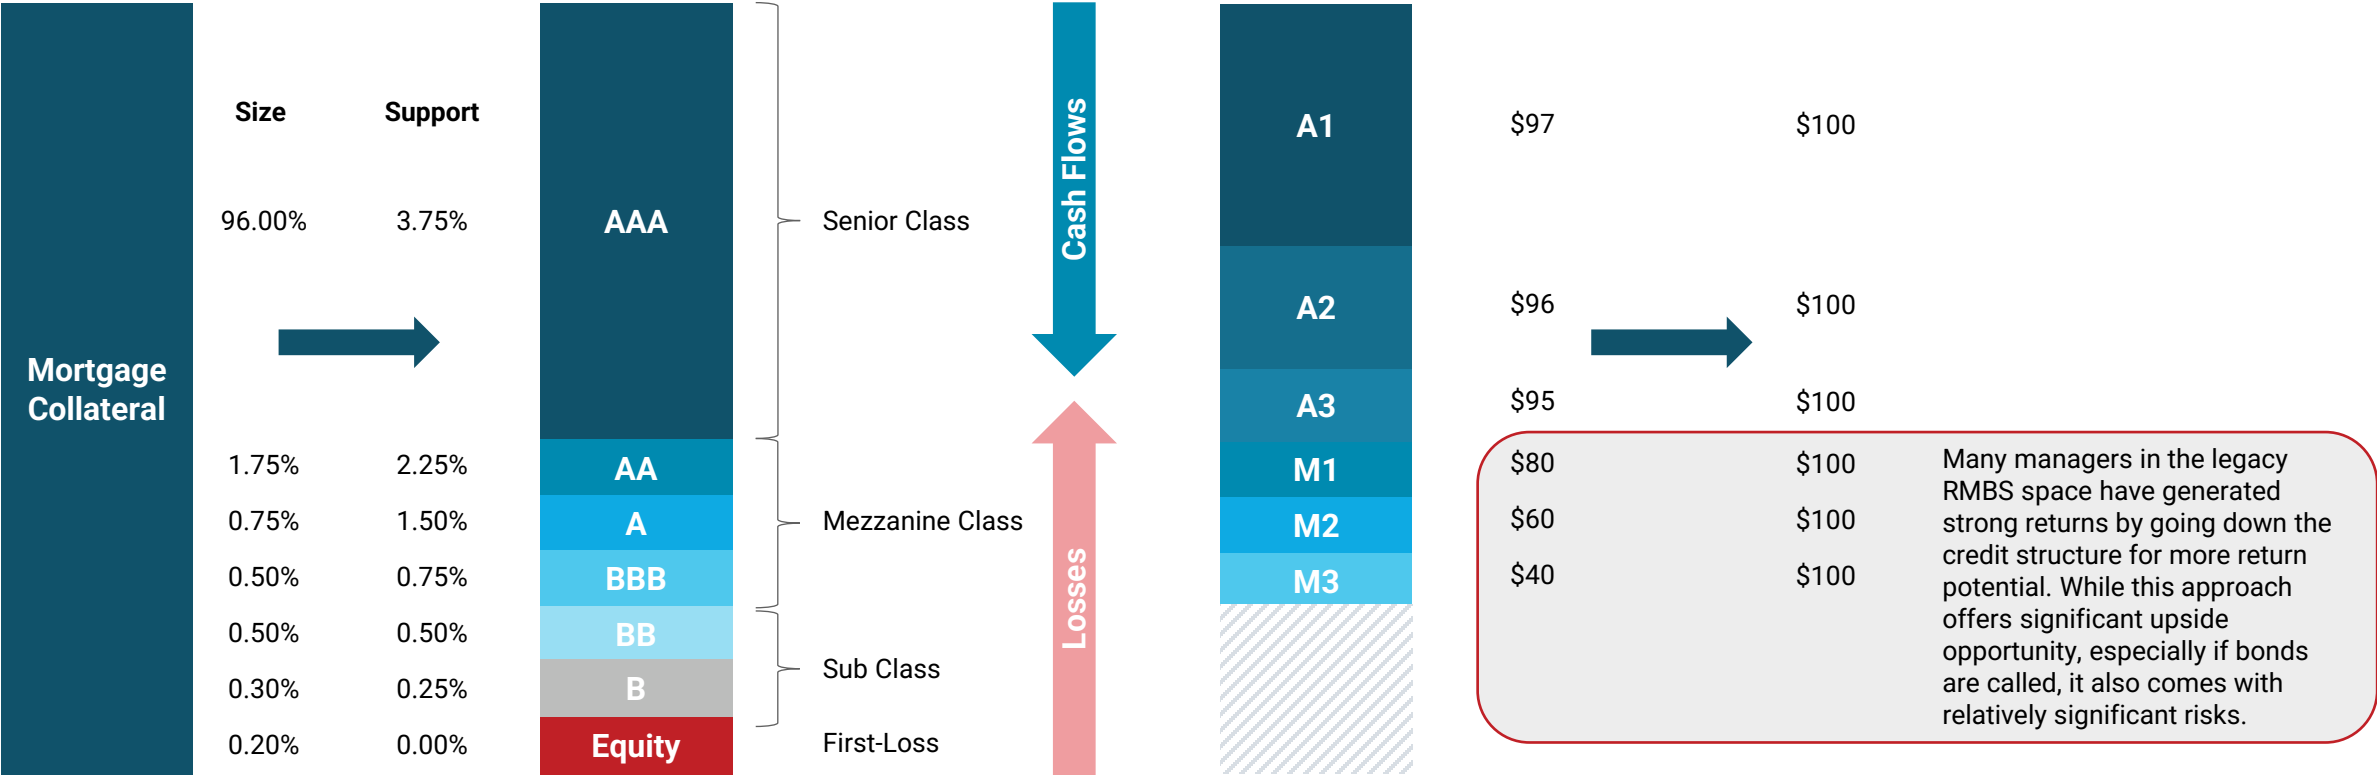 Mortgage
Collateral
Size Support
96.00% 3.75%
1.75% 2.25%
0.75% 1.50%
0.50% 0.75%
0.50% 0.50%
0.30% 0.25%
0.20% 0.00%
AAA
AA
A
BBB
BB
B
Equity
Senior Class
Mezzanine Class
Sub Class
First-Loss
Cash Flows
Losses
A1
A2
A3
M1
M2
M3
$97 $100
$96 $100
$95 $100
$80 $100
$60 $100
$40 $100
Many managers in the legacy
RMBS space have generated
strong returns by going down the
credit structure for more return
potential. While this approach
offers significant upside
opportunity, especially if bonds
are called, it also comes with
relatively significant risks.